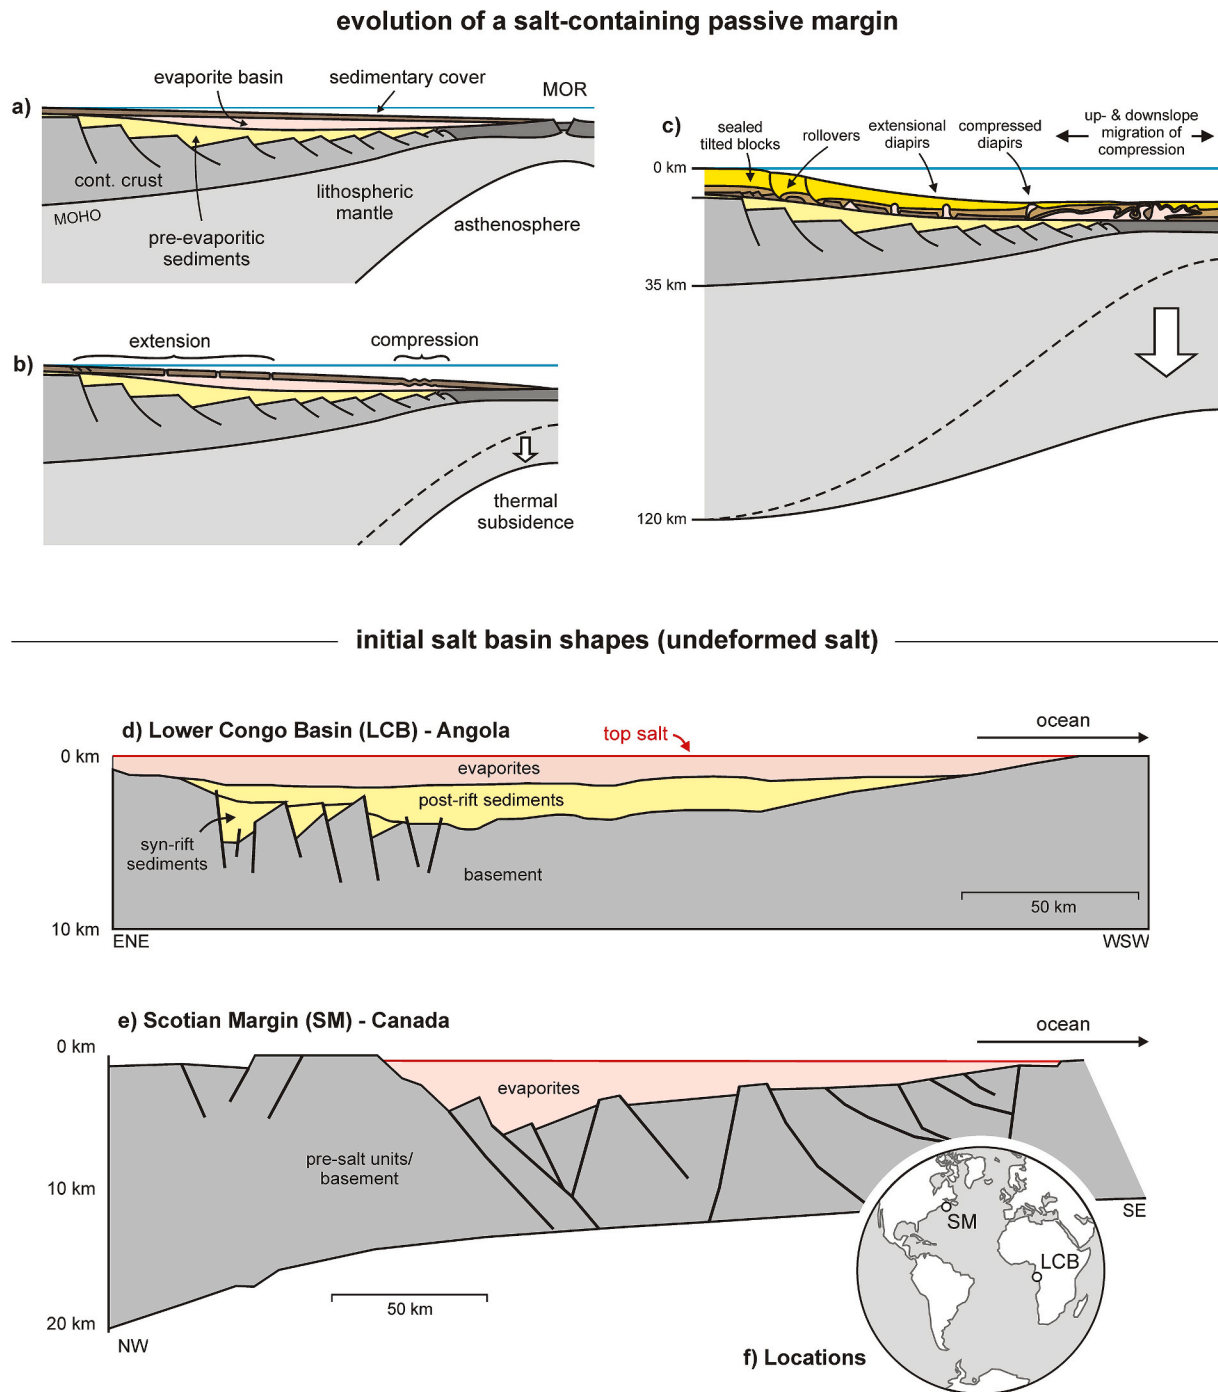 evolution of a salt-containing passive margin
a)
evaporite basin
sedimentary cover
MOR
cont. crust
MOHO
lithospheric
mantle
asthenosphere
pre-evaporitic
sediments
b)
extension
compression
thermal
subsidence
c)
sealed
tilted blocks
rollovers
extensional
diapirs
compressed
diapirs
up- & downslope
migration of
compression
0 km
35 km
120 km
initial salt basin shapes (undeformed salt)
d) Lower Congo Basin (LCB) - Angola
top salt
ocean
0 km
evaporites
post-rift sediments
syn-rift
sediments
basement
50 km
10 km
ENE
WSW
e) Scotian Margin (SM) - Canada
ocean
0 km
evaporites
pre-salt units/
basement
10 km
SE
50 km
20 km
NW
SM
LCB
f) Locations